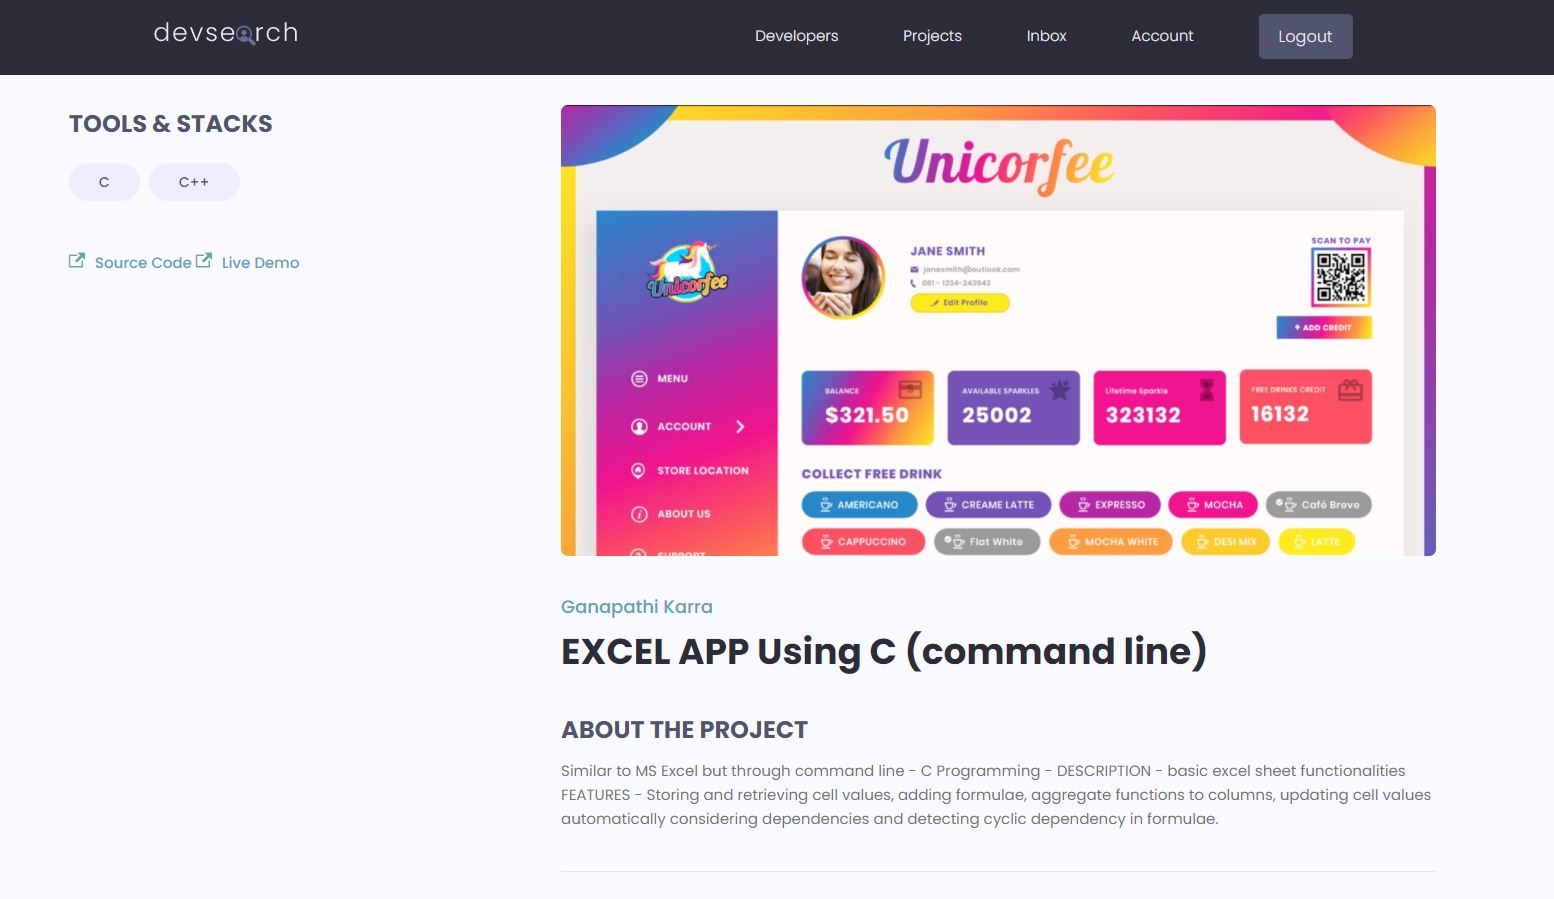 devsearch
Developers Projects Inbox Account Logout
TOOLS & STACKS
C C++
Source Code Live Demo
Unicorfee
Unicorfee
MENU
ACCOUNT
STORE LOCATION
ABOUT US
SUPPORT
JANE SMITH
janesmith@outlook.com
081 - 1234-243943
Edit Profile
SCAN TO PAY
+ ADD CREDIT
BALANCE
$321.50
AVAILABLE SPARKLES
25002
Lifetime Sparkle
323132
FREE DRINKS CREDIT
16132
COLLECT FREE DRINK
AMERICANO CREAME LATTE EXPRESSO MOCHA Café Breve
CAPPUCCINO Flat White MOCHA WHITE DESI MIX LATTE
Ganapathi Karra
EXCEL APP Using C (command line)
ABOUT THE PROJECT
Similar to MS Excel but through command line - C Programming - DESCRIPTION - basic excel sheet functionalities
FEATURES - Storing and retrieving cell values, adding formulae, aggregate functions to columns, updating cell values
automatically considering dependencies and detecting cyclic dependency in formulae.